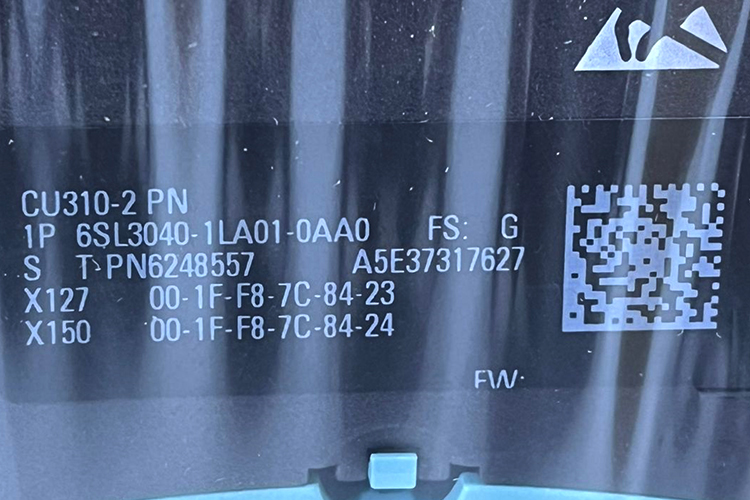 CU310-2 PN
1P 6SL3040-1LA01-0AA0 FS: G
S T-PN6248557 A5E37317627
X127 00-1F-F8-7C-84-23
X150 00-1F-F8-7C-84-24
FW: